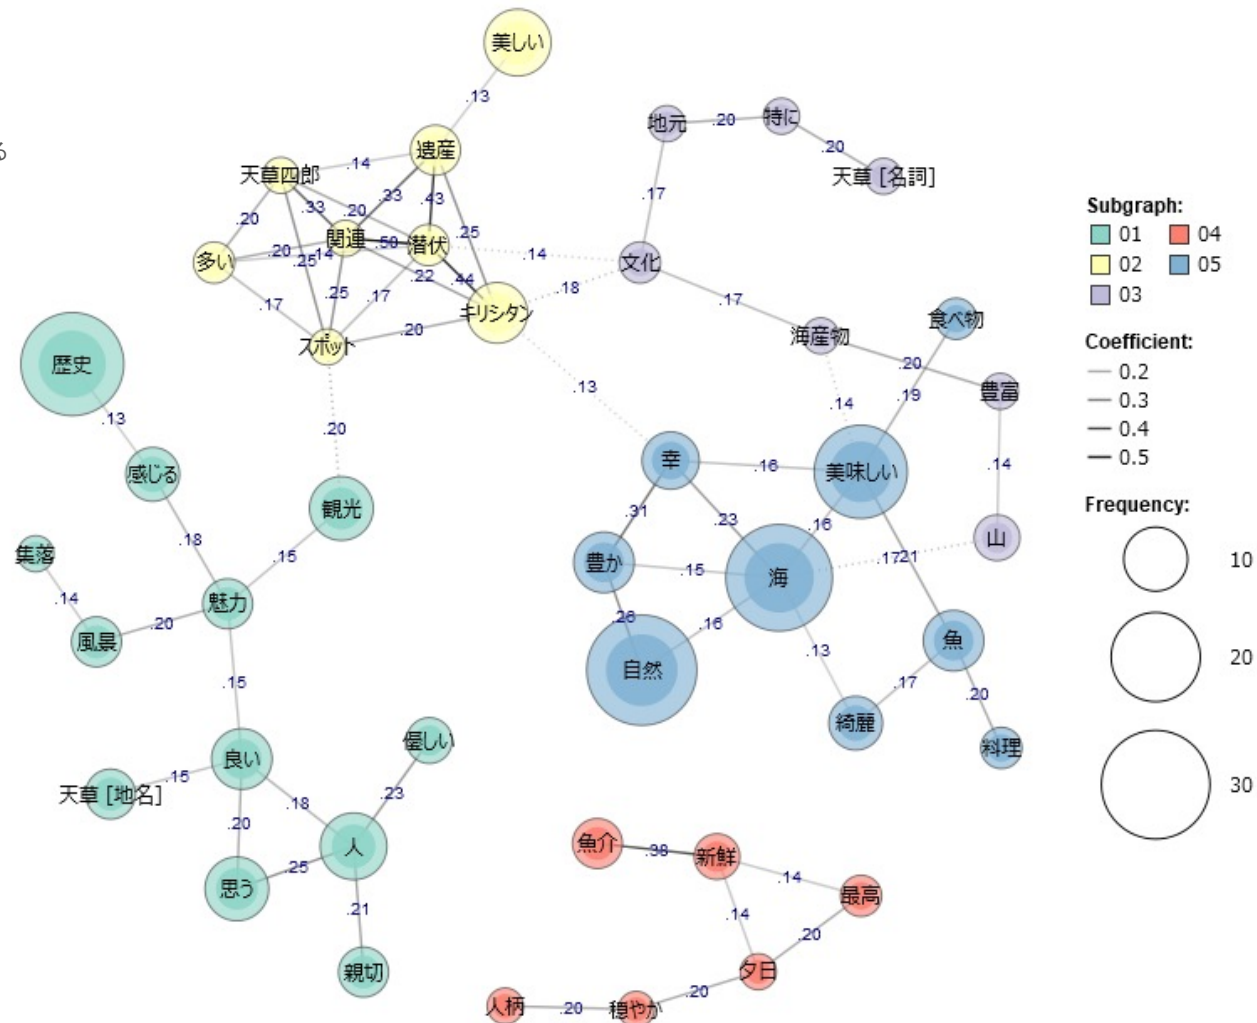 美しい
.13
地元
.20
特に
.20
天草 [名詞]
遺産
天草四郎
.14
.33
.43
.33
.20
.17
.20
.25
関連
.50
潜伏
.14
文化
多い
.20
.25
.14
.22
.44
.18
.25
.17
.17
.17
キリシタン
.20
スポット
海産物
食べ物
.20
豊富
.19
歴史
.13
.20
.13
.14
感じる
幸
.16
美味しい
.14
観光
.31
.23
.16
山
集落
.18
.15
豊か
.15
海
.17
.21
.14
魅力
.26
.16
.13
風景
.20
自然
魚
.15
.17
.20
綺麗
料理
良い
優しい
天草 [地名]
.15
.18
.23
.20
人
.25
思う
.21
親切
魚介
.38
新鮮
.14
最高
.14
.20
夕日
.20
人柄
.20
穏やか
Subgraph:
01 04
02 05
03
Coefficient:
0.2
0.3
0.4
0.5
Frequency:
10
20
30